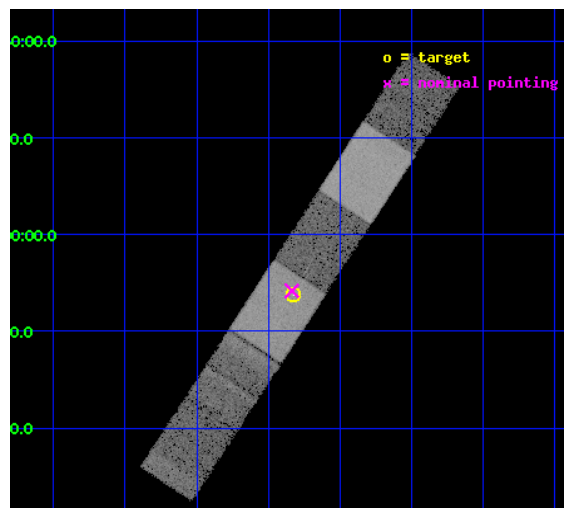 0:00.0
o = target
x = nominal pointing
0.0
0:00.0
0.0
0.0